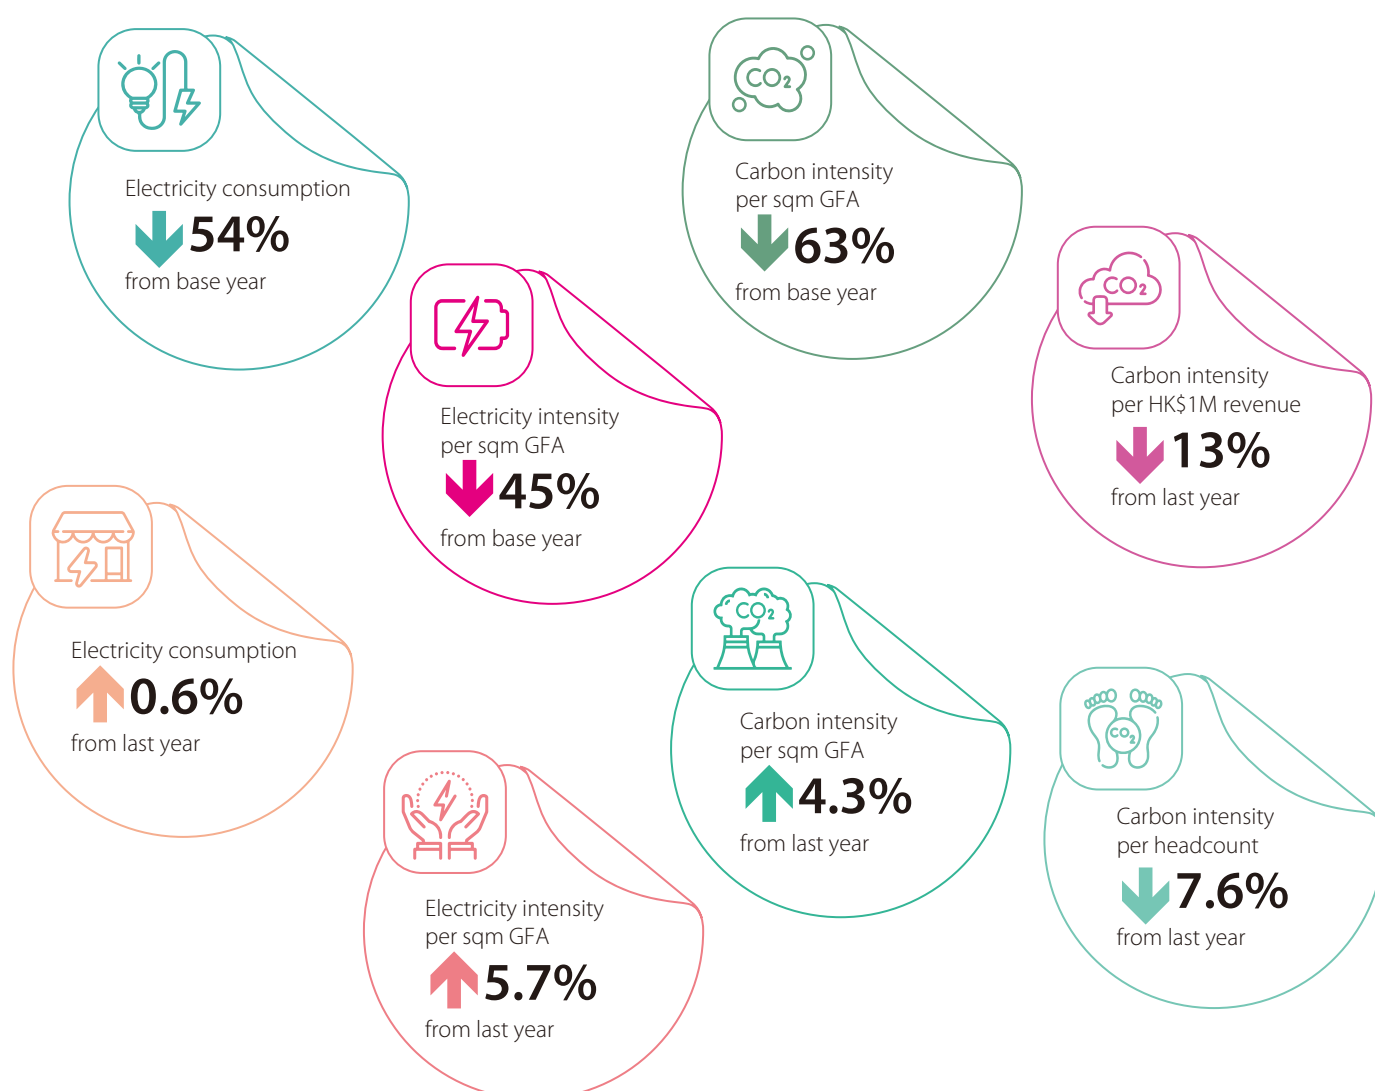 Electricity consumption
54%
from base year
CO2
Carbon intensity
per sqm GFA
63%
from base year
Electricity intensity
per sqm GFA
45%
from base year
CO2
Carbon intensity
per HK$1M revenue
13%
from last year
Electricity consumption
0.6%
from last year
CO2
Carbon intensity
per sqm GFA
4.3%
from last year
Electricity intensity
per sqm GFA
5.7%
from last year
CO2
Carbon intensity
per headcount
7.6%
from last year